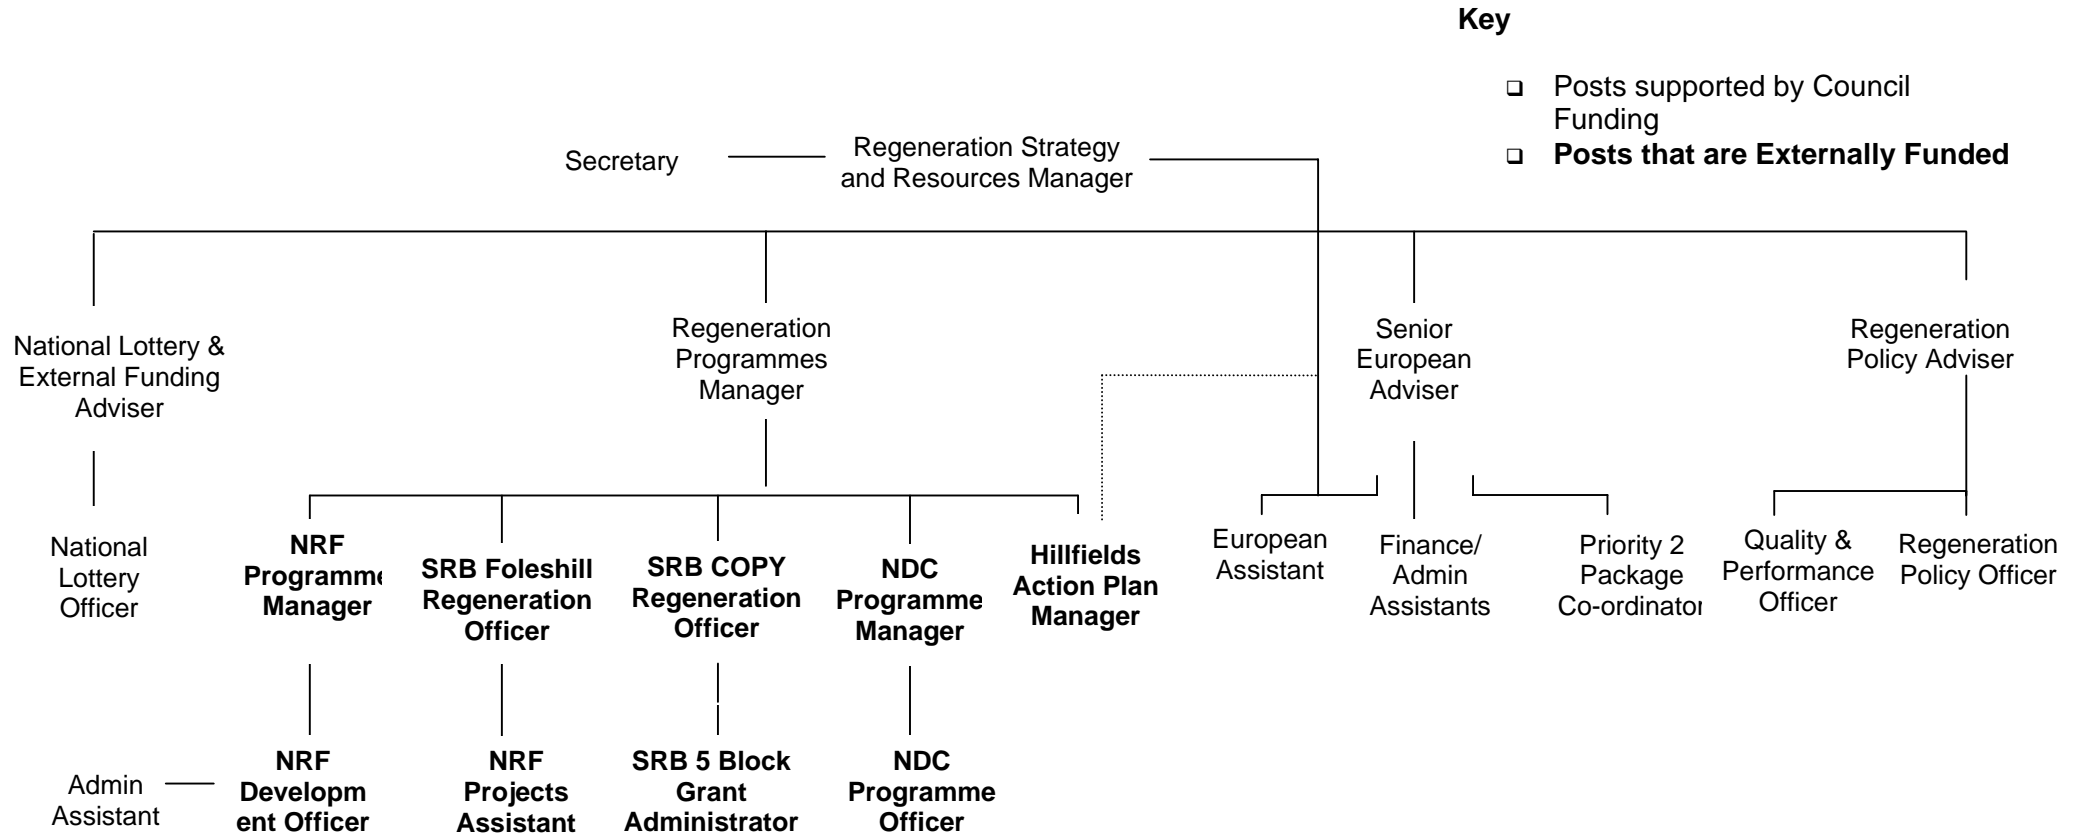 Key
❑ Posts supported by Council
Funding
❑ Posts that are Externally Funded
Secretary
Regeneration Strategy
and Resources Manager
National Lottery &
External Funding
Adviser
Regeneration
Programmes
Manager
Senior
European
Adviser
Regeneration
Policy Adviser
National
Lottery
Officer
NRF
Programme
Manager
SRB Foleshill
Regeneration
Officer
SRB COPY
Regeneration
Officer
NDC
Programme
Manager
Hillfields
Action Plan
Manager
European
Assistant
Finance/
Admin
Assistants
Priority 2
Package
Co-ordinator
Quality &
Performance
Officer
Regeneration
Policy Officer
Admin
Assistant
NRF
Developm
ent Officer
NRF
Projects
Assistant
SRB 5 Block
Grant
Administrator
NDC
Programme
Officer